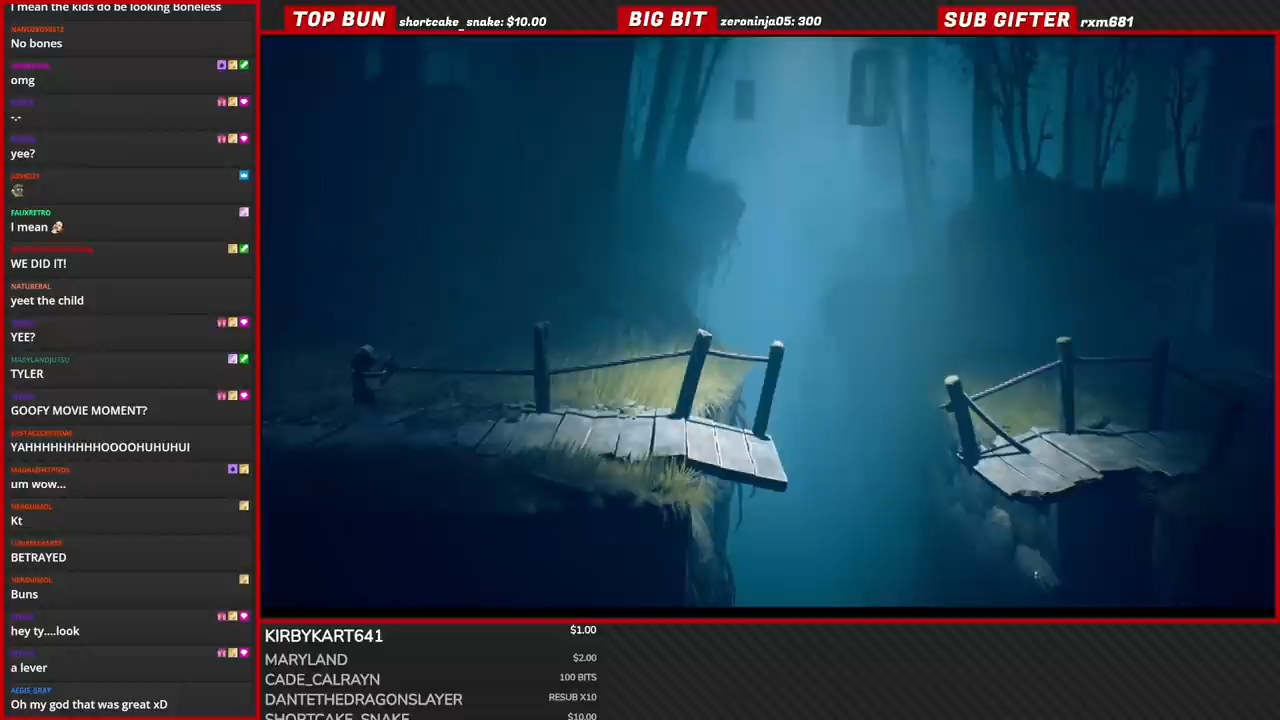 TOP BUN shortcake_snake: $10.00 BIG BIT zeroninja05: 300 SUB GIFTER rxm681
I mean the kids do be looking Boneless
No bones
omg
-.-
yee?
FAUXRETRO
I mean
WE DID IT!
NATUREBAL
yeet the child
YEE?
MARYLANDJUTSU
TYLER
GOOFY MOVIE MOMENT?
YAHHHHHHHHHOOOOHUHUHUI
um wow...
Kt
BETRAYED
Buns
hey ty....look
a lever
AEGIS_GRAY
Oh my god that was great xD
KIRBYKART641 $1.00
MARYLAND $2.00
CADE_CALRAYN 100 BITS
DANTETHEDRAGONSLAYER RESUB X10
SHORTCAKE_SNAKE $10.00